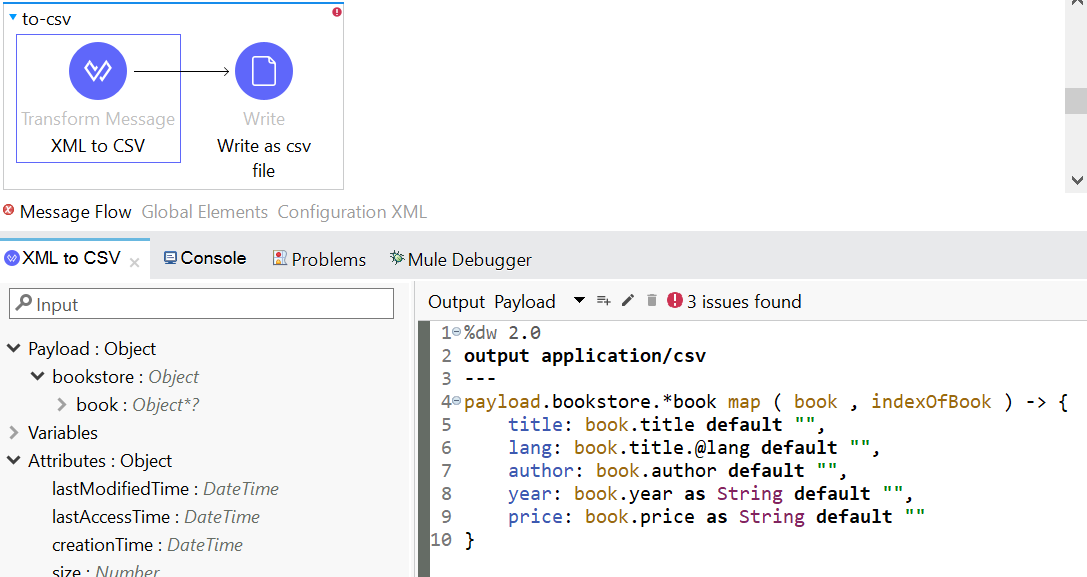 to-csv
Transform Message
XML to CSV
Write
Write as csv
file
Message Flow Global Elements Configuration XML
XML to CSV Console Problems Mule Debugger
Input
Payload : Object
bookstore : Object
book : Object*?
Variables
Attributes : Object
lastModifiedTime : DateTime
lastAccessTime : DateTime
creationTime : DateTime
size : Number
Output Payload 3 issues found
1 %dw 2.0
2 output application/csv
3 ---
4 payload.bookstore.*book map ( book , indexOfBook ) -> {
5 title: book.title default "",
6 lang: book.title.@lang default "",
7 author: book.author default "",
8 year: book.year as String default "",
9 price: book.price as String default ""
10 }